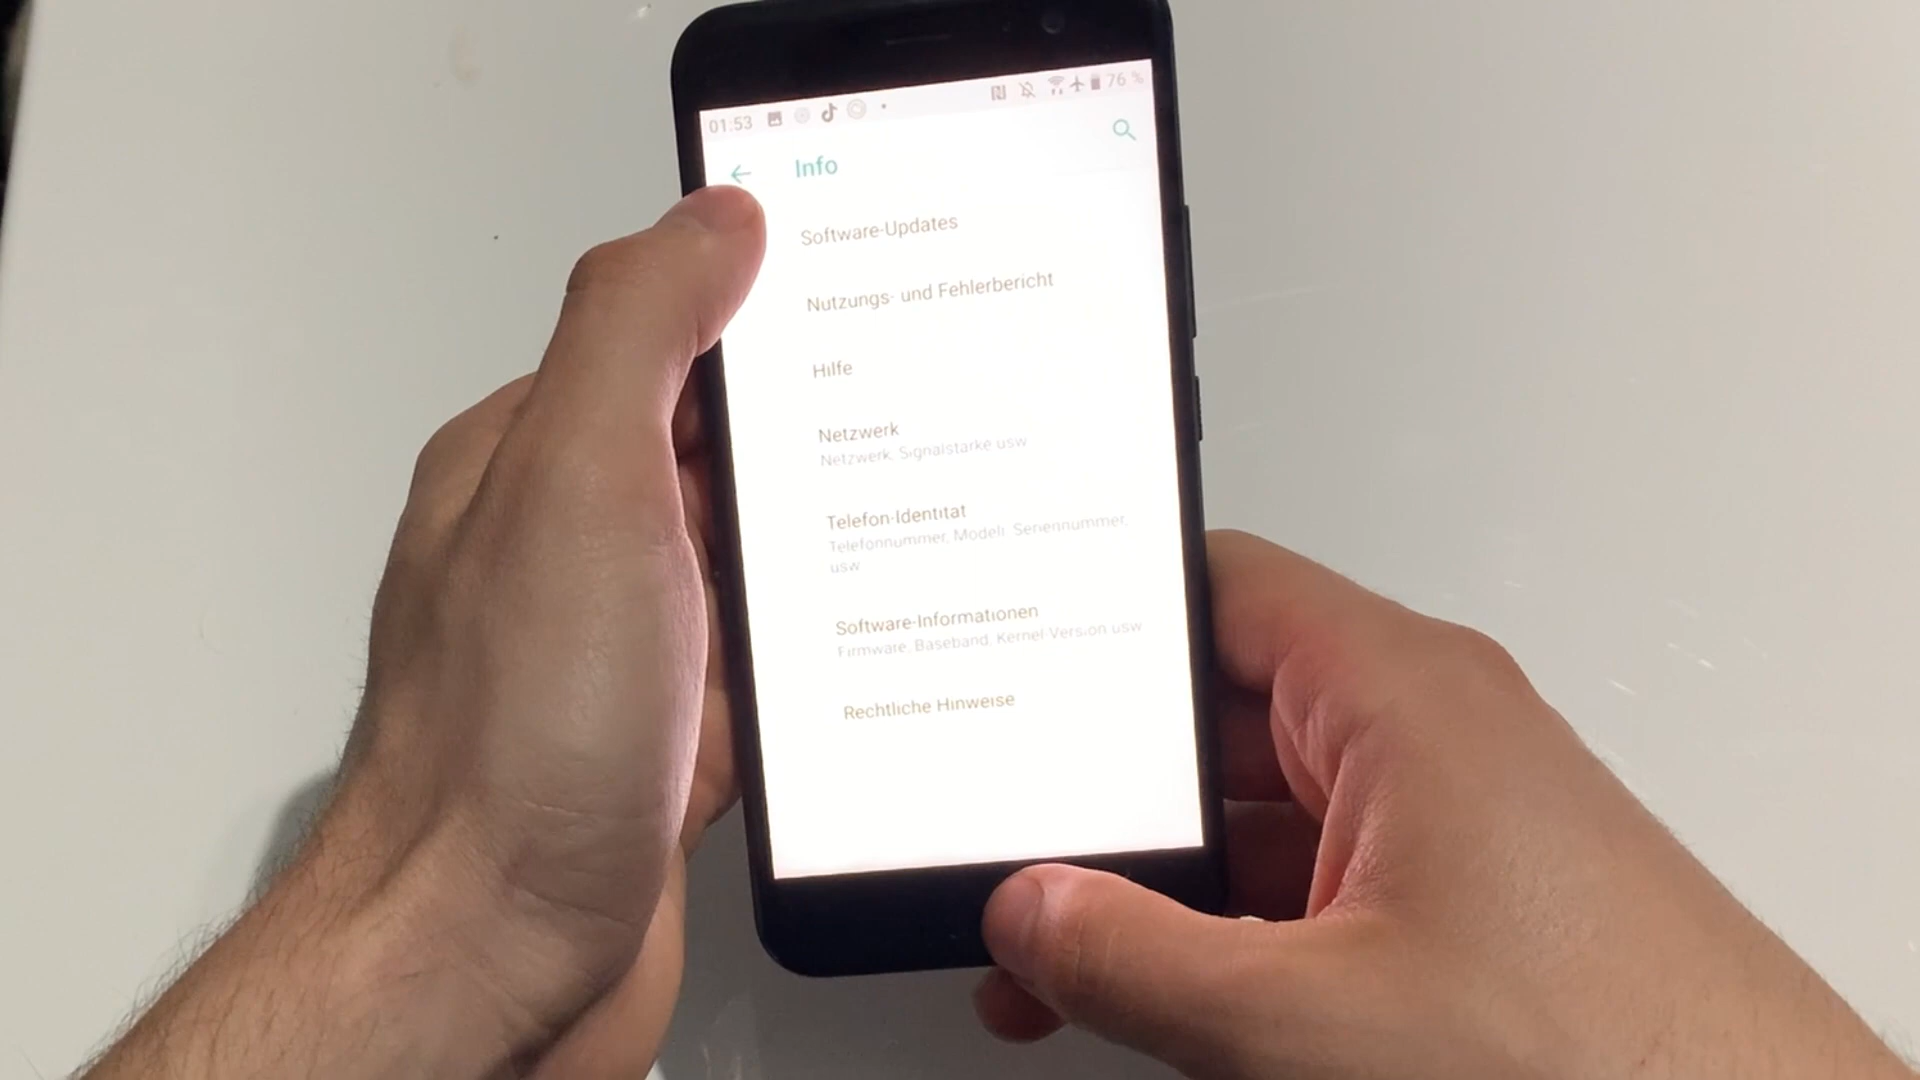 01:53 76 %
Info
Software-Updates
Nutzungs- und Fehlerbericht
Hilfe
Netzwerk
Netzwerk, Signalstärke usw
Telefon-Identität
Telefonnummer, Modell, Seriennummer,
usw
Software-Informationen
Firmware, Baseband, Kernel-Version usw
Rechtliche Hinweise